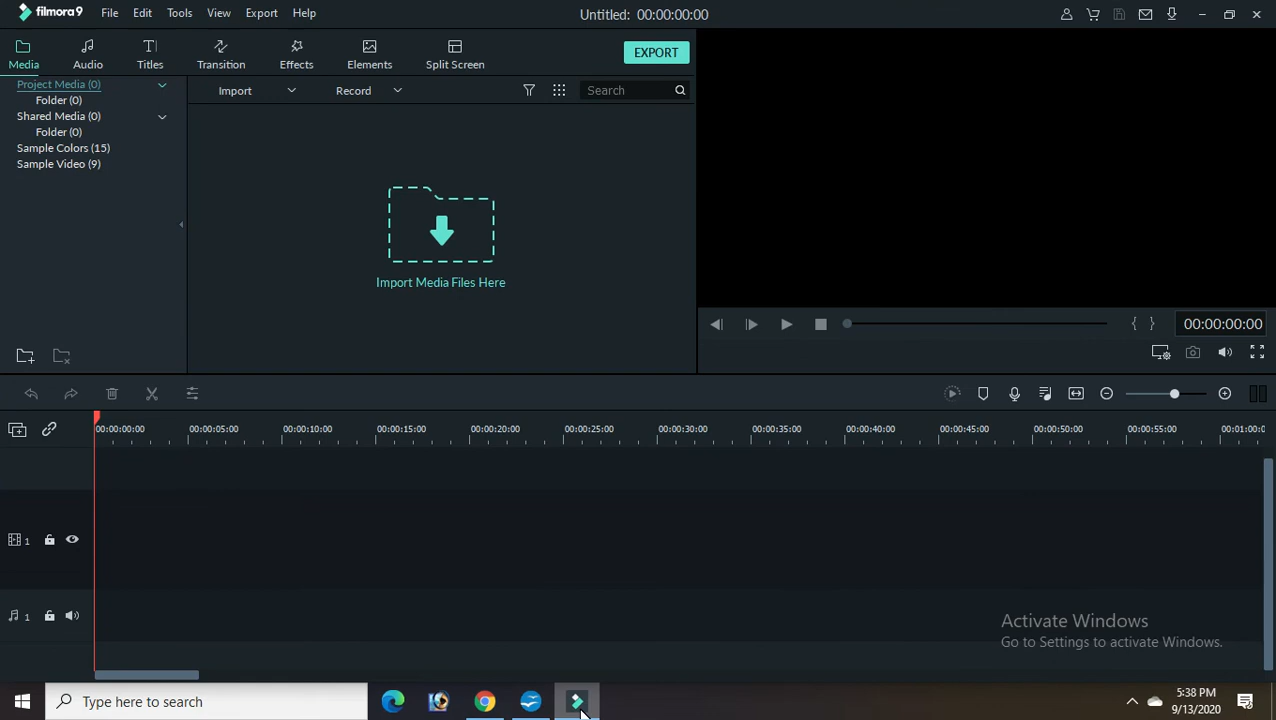 filmora9 File Edit Tools View Export Help Untitled: 00:00:00:00
Media Audio Titles Transition Effects Elements Split Screen EXPORT
Project Media (0)
Folder (0)
Shared Media (0)
Folder (0)
Sample Colors (15)
Sample Video (9)
Import Record Search
Import Media Files Here
{ } 00:00:00:00
00:00:00:00 00:00:05:00 00:00:10:00 00:00:15:00 00:00:20:00 00:00:25:00 00:00:30:00 00:00:35:00 00:00:40:00 00:00:45:00 00:00:50:00 00:00:55:00 00:01:00:0
1
1
Activate Windows
Go to Settings to activate Windows.
Type here to search
5:38 PM
9/13/2020